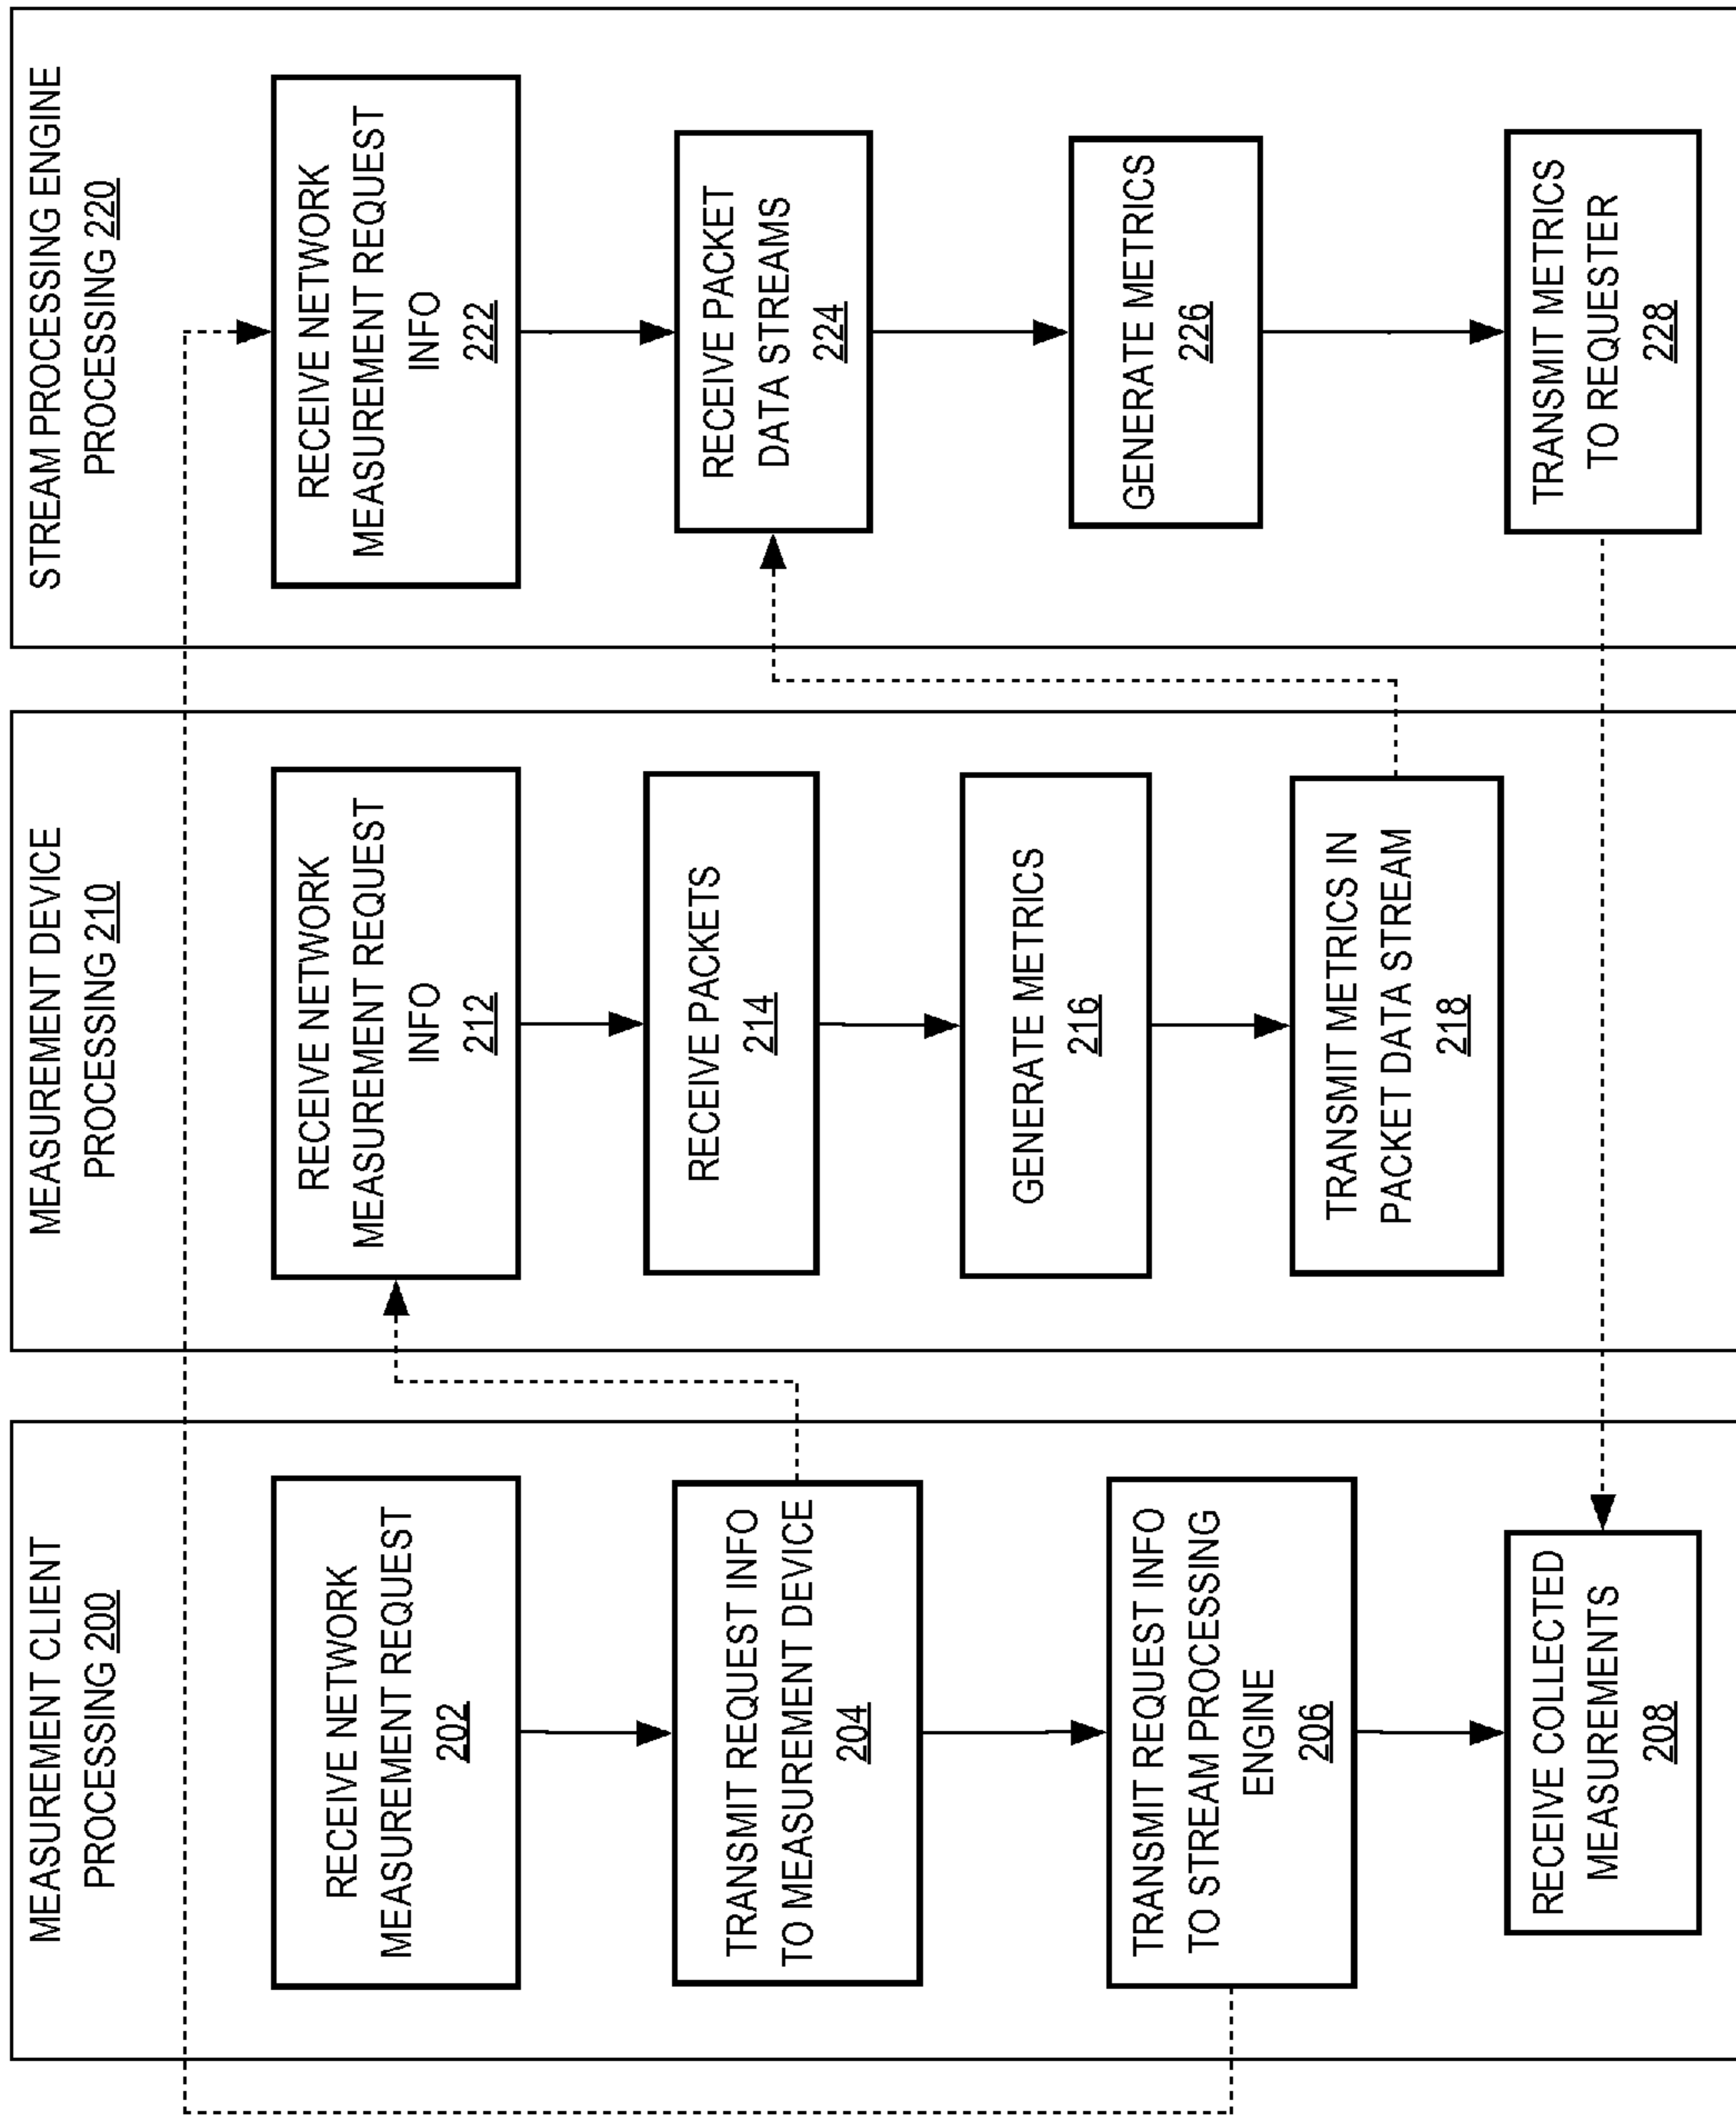 MEASUREMENT CLIENT
PROCESSING 200
RECEIVE NETWORK
MEASUREMENT REQUEST
202
TRANSMIT REQUEST INFO
TO MEASUREMENT DEVICE
204
TRANSMIT REQUEST INFO
TO STREAM PROCESSING
ENGINE
206
RECEIVE COLLECTED
MEASUREMENTS
208
MEASUREMENT DEVICE
PROCESSING 210
RECEIVE NETWORK
MEASUREMENT REQUEST
INFO
212
RECEIVE PACKETS
214
GENERATE METRICS
216
TRANSMIT METRICS IN
PACKET DATA STREAM
218
STREAM PROCESSING ENGINE
PROCESSING 220
RECEIVE NETWORK
MEASUREMENT REQUEST
INFO
222
RECEIVE PACKET
DATA STREAMS
224
GENERATE METRICS
226
TRANSMIT METRICS
TO REQUESTER
228